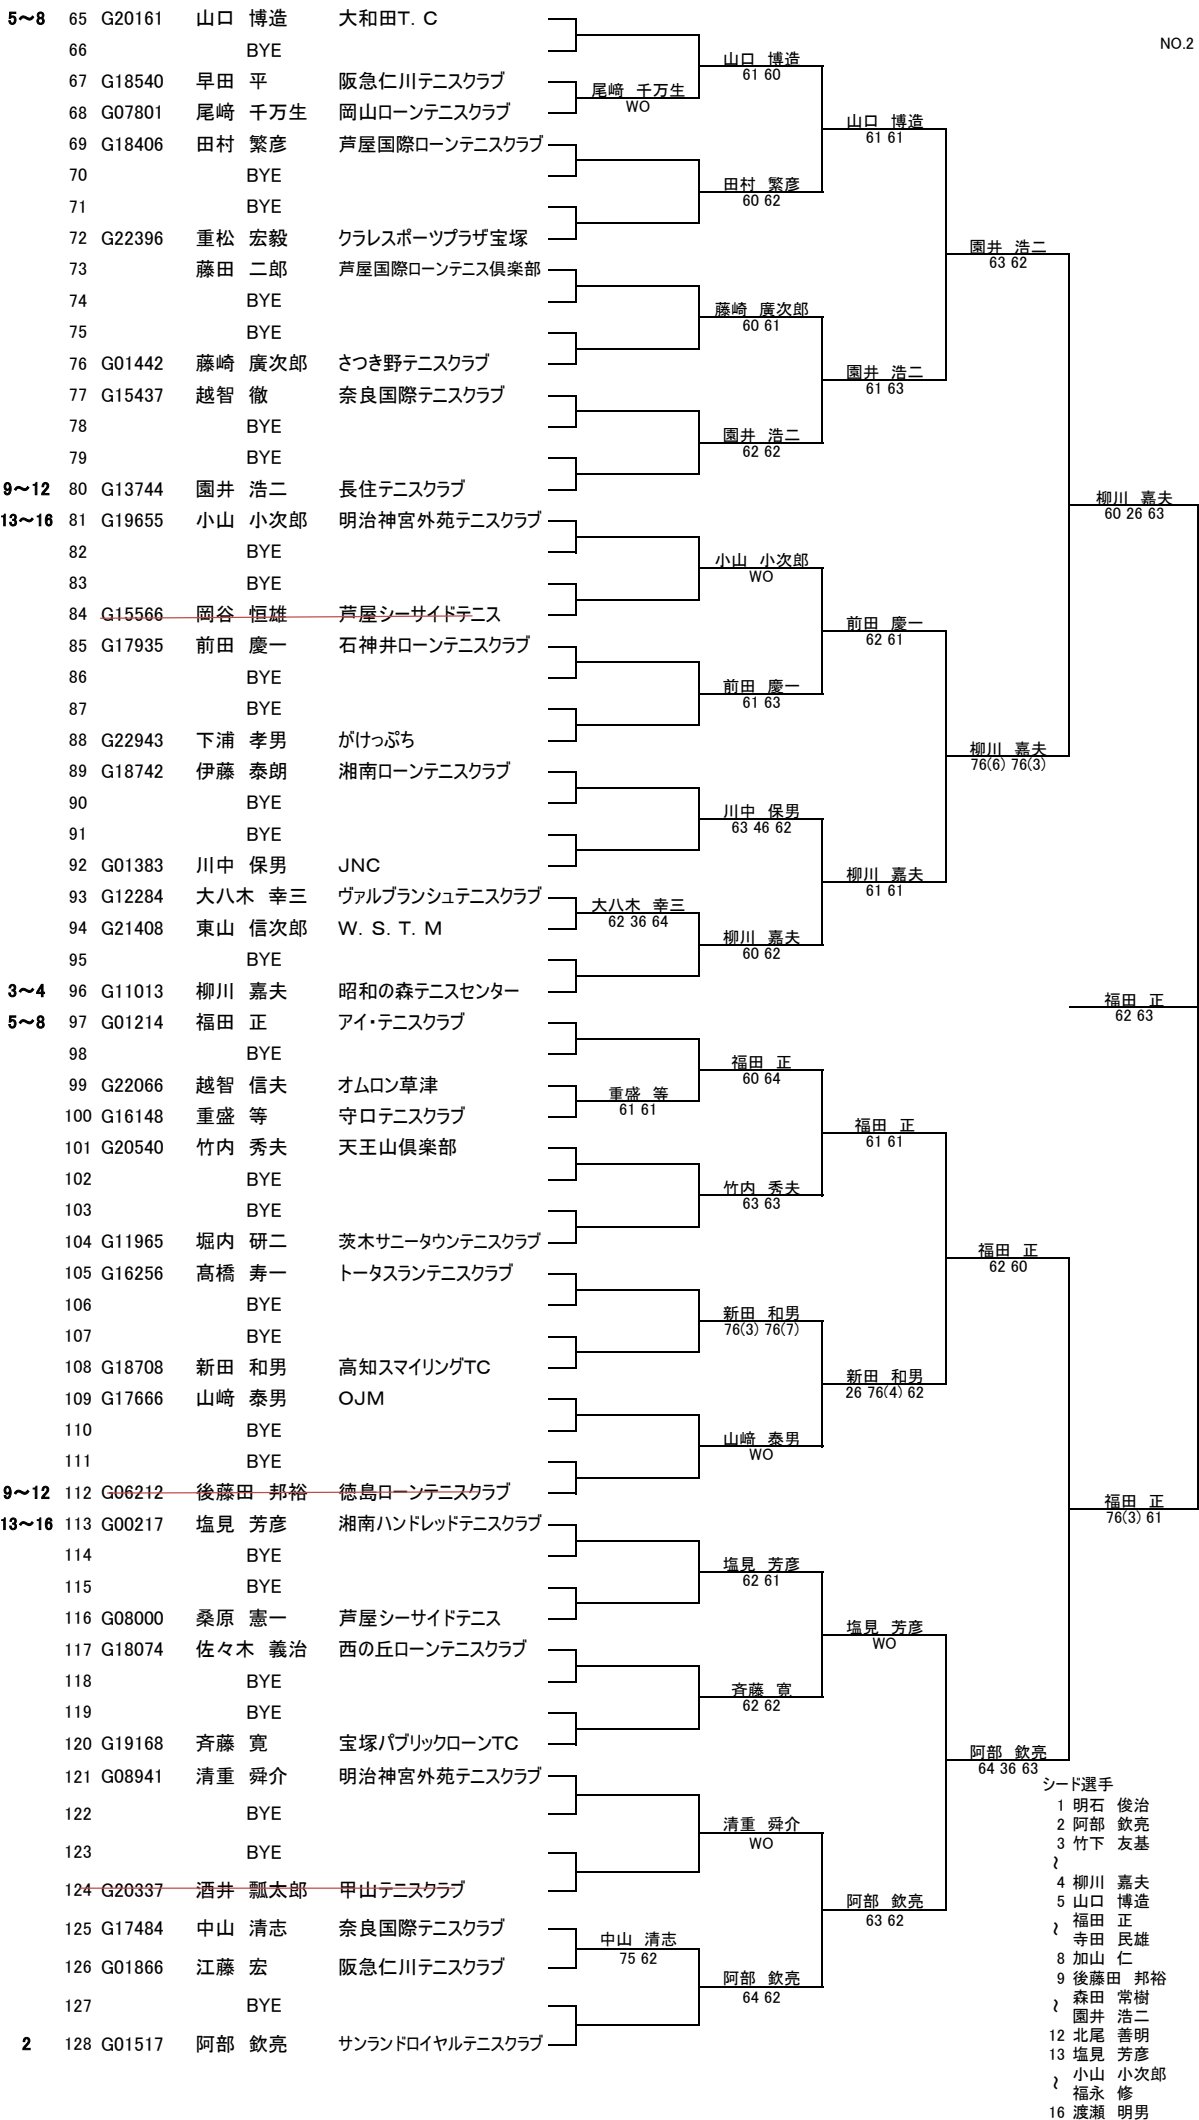 NO.2
5～8 65 G20161 山口 博造 大和田T．C
66 BYE
67 G18540 早田 平 阪急仁川テニスクラブ
68 G07801 尾﨑 千万生 岡山ローンテニスクラブ
69 G18406 田村 繁彦 芦屋国際ローンテニスクラブ
70 BYE
71 BYE
72 G22396 重松 宏毅 クラレスポーツプラザ宝塚
73 藤田 二郎 芦屋国際ローンテニス倶楽部
74 BYE
75 BYE
76 G01442 藤崎 廣次郎 さつき野テニスクラブ
77 G15437 越智 徹 奈良国際テニスクラブ
78 BYE
79 BYE
9～12 80 G13744 園井 浩二 長住テニスクラブ
13～16 81 G19655 小山 小次郎 明治神宮外苑テニスクラブ
82 BYE
83 BYE
84 G15566 岡谷 恒雄 芦屋シーサイドテニス
85 G17935 前田 慶一 石神井ローンテニスクラブ
86 BYE
87 BYE
88 G22943 下浦 孝男 がけっぷち
89 G18742 伊藤 泰朗 湘南ローンテニスクラブ
90 BYE
91 BYE
92 G01383 川中 保男 JNC
93 G12284 大八木 幸三 ヴァルブランシュテニスクラブ
94 G21408 東山 信次郎 W．S．T．M
95 BYE
3～4 96 G11013 柳川 嘉夫 昭和の森テニスセンター
5～8 97 G01214 福田 正 アイ・テニスクラブ
98 BYE
99 G22066 越智 信夫 オムロン草津
100 G16148 重盛 等 守口テニスクラブ
101 G20540 竹内 秀夫 天王山倶楽部
102 BYE
103 BYE
104 G11965 堀内 研二 茨木サニータウンテニスクラブ
105 G16256 髙橋 寿一 トータスランテニスクラブ
106 BYE
107 BYE
108 G18708 新田 和男 高知スマイリングTC
109 G17666 山﨑 泰男 OJM
110 BYE
111 BYE
9～12 112 G06212 後藤田 邦裕 徳島ローンテニスクラブ
13～16 113 G00217 塩見 芳彦 湘南ハンドレッドテニスクラブ
114 BYE
115 BYE
116 G08000 桑原 憲一 芦屋シーサイドテニス
117 G18074 佐々木 義治 西の丘ローンテニスクラブ
118 BYE
119 BYE
120 G19168 斉藤 寛 宝塚パブリックローンTC
121 G08941 清重 舜介 明治神宮外苑テニスクラブ
122 BYE
123 BYE
124 G20337 酒井 瓢太郎 甲山テニスクラブ
125 G17484 中山 清志 奈良国際テニスクラブ
126 G01866 江藤 宏 阪急仁川テニスクラブ
127 BYE
2 128 G01517 阿部 欽亮 サンランドロイヤルテニスクラブ
尾﨑 千万生
WO
大八木 幸三
62 36 64
重盛 等
61 61
中山 清志
75 62
山口 博造
61 60
田村 繁彦
60 62
藤崎 廣次郎
60 61
園井 浩二
62 62
小山 小次郎
WO
前田 慶一
61 63
川中 保男
63 46 62
柳川 嘉夫
60 62
福田 正
60 64
竹内 秀夫
63 63
新田 和男
76(3) 76(7)
山﨑 泰男
WO
塩見 芳彦
62 61
斉藤 寛
62 62
清重 舜介
WO
阿部 欽亮
64 62
山口 博造
61 61
園井 浩二
61 63
前田 慶一
62 61
柳川 嘉夫
61 61
福田 正
61 61
新田 和男
26 76(4) 62
塩見 芳彦
WO
阿部 欽亮
63 62
園井 浩二
63 62
柳川 嘉夫
76(6) 76(3)
福田 正
62 60
阿部 欽亮
64 36 63
柳川 嘉夫
60 26 63
福田 正
76(3) 61
福田 正
62 63
シード選手
1 明石 俊治
2 阿部 欽亮
3 竹下 友基
～
4 柳川 嘉夫
5 山口 博造
～ 福田 正
寺田 民雄
8 加山 仁
9 後藤田 邦裕
～ 森田 常樹
園井 浩二
12 北尾 善明
13 塩見 芳彦
～ 小山 小次郎
福永 修
16 渡瀬 明男